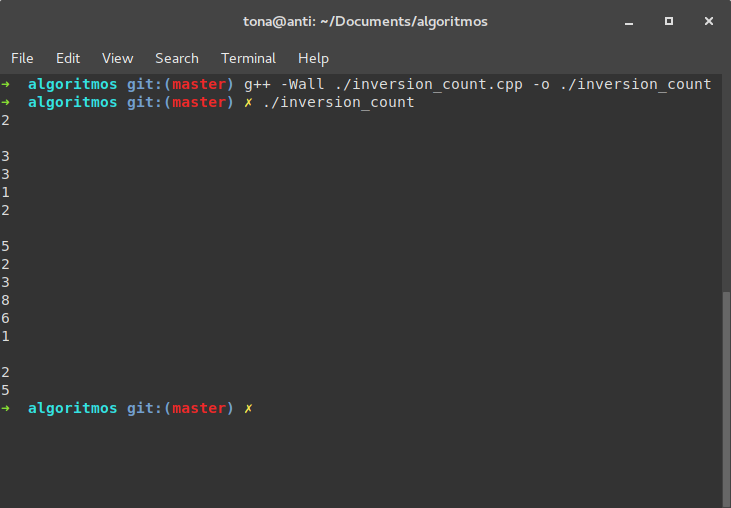 tona@anti: ~/Documents/algoritmos
File Edit View Search Terminal Help
➜ algoritmos git:(master) g++ -Wall ./inversion_count.cpp -o ./inversion_count
➜ algoritmos git:(master) ✗ ./inversion_count
2
3
3
1
2
5
2
3
8
6
1
2
5
➜ algoritmos git:(master) ✗